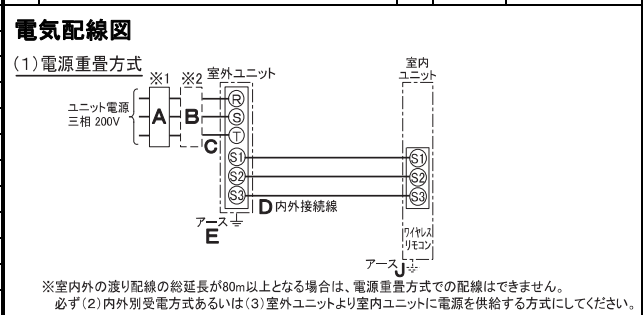 電気配線図
(1)電源重畳方式
※1 ※2 室外ユニット
室内
ユニット
ユニット電源
三相 200V
A
B
C
R
S
T
S1
S2
S3
S1
S2
S3
D 内外接続線
アース
E
ワイヤレス
リモコン
アース
J
※室内外の渡り配線の総延長が80m以上となる場合は、電源重畳方式での配線はできません。
必ず(2)内外別受電方式あるいは(3)室外ユニットより室内ユニットに電源を供給する方式にしてください。